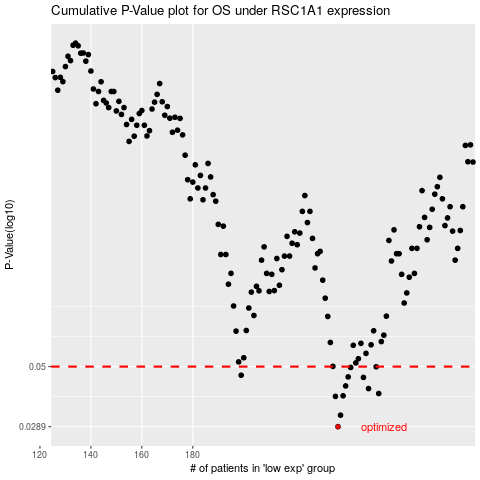 Cumulative P-Value plot for OS under RSC1A1 expression
P-Value(log10)
0.05
0.0289
optimized
120 140 160 180
# of patients in 'low exp' group